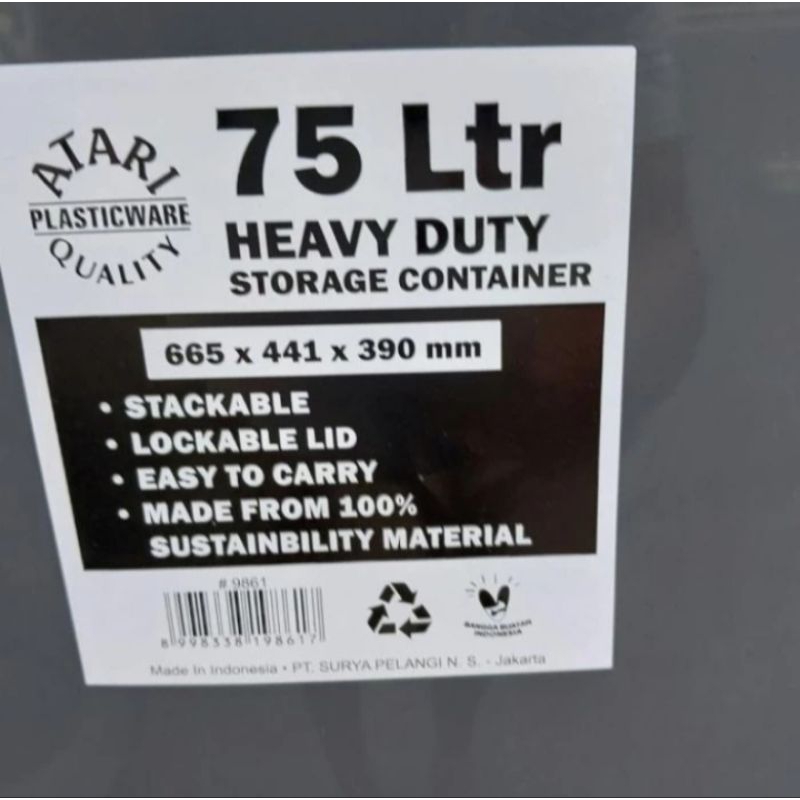 ATARI
PLASTICWARE
QUALITY
75 Ltr
HEAVY DUTY
STORAGE CONTAINER
665 x 441 x 390 mm
• STACKABLE
• LOCKABLE LID
• EASY TO CARRY
• MADE FROM 100%
SUSTAINBILITY MATERIAL
# 9861
8 998338 198617
BANGGA BUATAN
INDONESIA
Made In Indonesia • PT. SURYA PELANGI N. S. - Jakarta